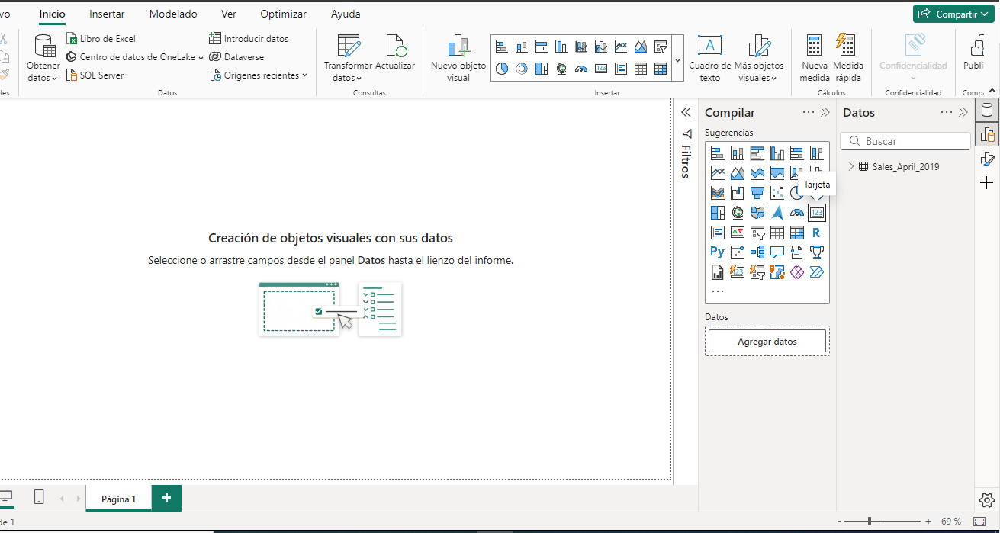 vo Inicio Insertar Modelado Ver Optimizar Ayuda Compartir
Libro de Excel
Introducir datos
Obtener datos
Centro de datos de OneLake
Dataverse
SQL Server
Orígenes recientes
Transformar datos
Actualizar
Nuevo objeto visual
123
A
Cuadro de texto
Más objetos visuales
Nueva medida
Medida rápida
Confidencialidad
Publi
les
Datos
Consultas
Insertar
Cálculos
Confidencialidad
Comp
Filtros
Compilar
Datos
Sugerencias
Buscar
Sales_April_2019
Tarjeta
123
R
Py
123
Datos
Agregar datos
Creación de objetos visuales con sus datos
Seleccione o arrastre campos desde el panel Datos hasta el lienzo del informe.
Página 1
+
de 1
- + 69 %